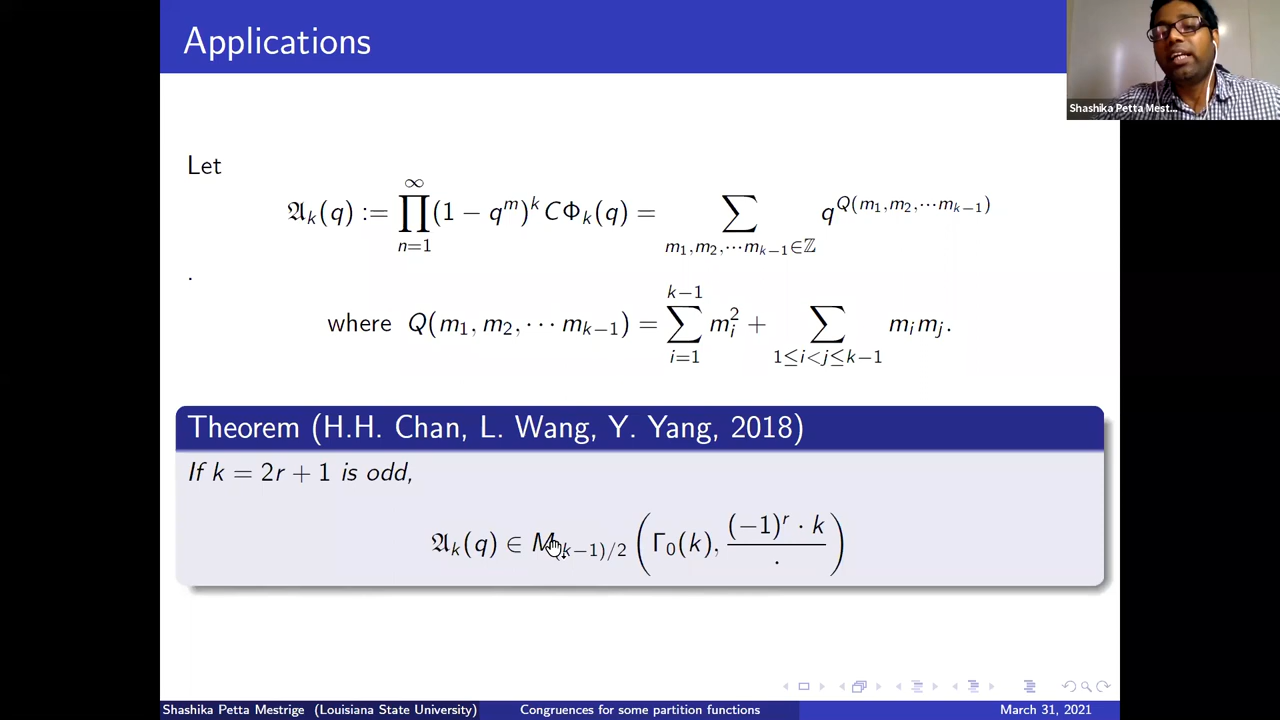 Applications
Shashika Petta Mest...
Let
𝔄_k(q) := ∏_{n=1}^{∞} (1 − q^m)^k CΦ_k(q) = ∑_{m_1,m_2,⋯m_{k−1}∈ℤ} q^{Q(m_1,m_2,⋯m_{k−1})}
.
where Q(m_1, m_2, ⋯ m_{k−1}) = ∑_{i=1}^{k−1} m_i^2 + ∑_{1≤i<j≤k−1} m_i m_j.
Theorem (H.H. Chan, L. Wang, Y. Yang, 2018)
If k = 2r + 1 is odd,
𝔄_k(q) ∈ M_{(k−1)/2} (Γ_0(k), \frac{(−1)^r · k}{·})
Shashika Petta Mestrige (Louisiana State University)
Congruences for some partition functions
March 31, 2021